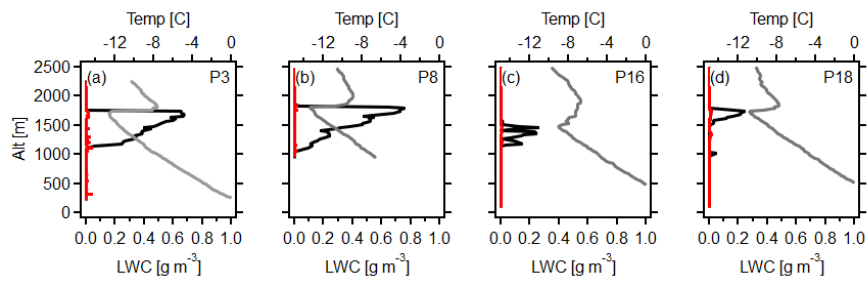 Temp [C] Temp [C] Temp [C] Temp [C]
-12 -8 -4 0 -12 -8 -4 0 -12 -8 -4 0 -12 -8 -4 0
2500 (a) P3 (b) P8 (c) P16 (d) P18
2000
1500
1000
500
0
Alt [m]
0.0 0.2 0.4 0.6 0.8 1.0 0.0 0.2 0.4 0.6 0.8 1.0 0.0 0.2 0.4 0.6 0.8 1.0 0.0 0.2 0.4 0.6 0.8 1.0
LWC [g m⁻³] LWC [g m⁻³] LWC [g m⁻³] LWC [g m⁻³]